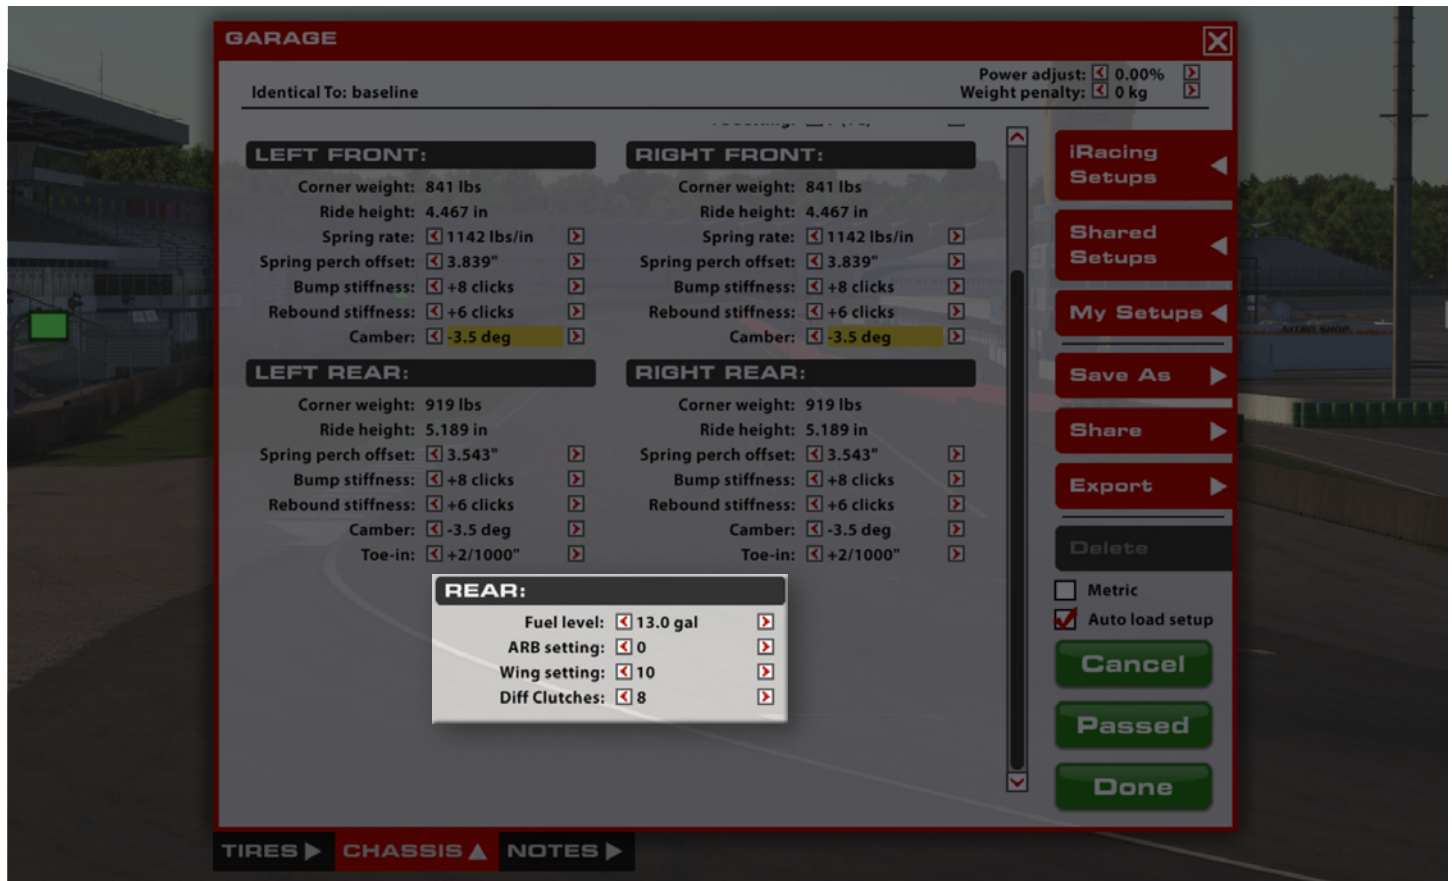 GARAGE
Power adjust: 0.00%
Identical To: baseline
Weight penalty: 0 kg
LEFT FRONT: RIGHT FRONT:
Corner weight: 841 lbs Corner weight: 841 lbs
Ride height: 4.467 in Ride height: 4.467 in
Spring rate: 1142 lbs/in Spring rate: 1142 lbs/in
Spring perch offset: 3.839" Spring perch offset: 3.839"
Bump stiffness: +8 clicks Bump stiffness: +8 clicks
Rebound stiffness: +6 clicks Rebound stiffness: +6 clicks
Camber: -3.5 deg Camber: -3.5 deg
LEFT REAR: RIGHT REAR:
Corner weight: 919 lbs Corner weight: 919 lbs
Ride height: 5.189 in Ride height: 5.189 in
Spring perch offset: 3.543" Spring perch offset: 3.543"
Bump stiffness: +8 clicks Bump stiffness: +8 clicks
Rebound stiffness: +6 clicks Rebound stiffness: +6 clicks
Camber: -3.5 deg Camber: -3.5 deg
Toe-in: +2/1000" Toe-in: +2/1000"
REAR:
Fuel level: 13.0 gal
ARB setting: 0
Wing setting: 10
Diff Clutches: 8
iRacing
Setups
Shared
Setups
My Setups
Save As
Share
Export
Delete
Metric
Auto load setup
Cancel
Passed
Done
NITRO SHOP
TIRES CHASSIS NOTES